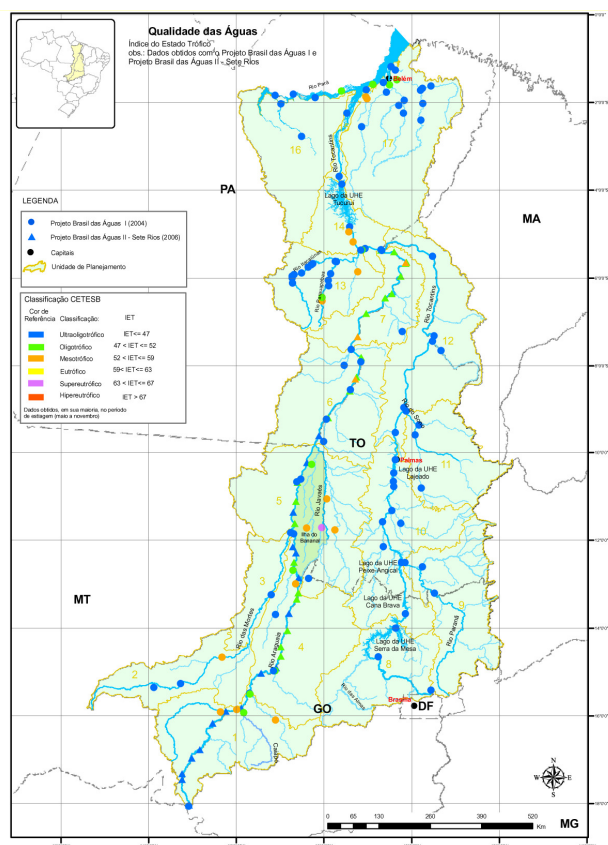 Qualidade das Águas
Índice do Estado Trófico
obs.: Dados obtidos com o Projeto Brasil das Águas I e
Projeto Brasil das Águas II - Sete Rios
Rio Pará
Belém
16
17
Rio Tocantins
PA
Lago da UHE
Tucuruí
MA
14
LEGENDA
Projeto Brasil das Águas I (2004)
Projeto Brasil das Águas II - Sete Rios (2006)
Capitais
Unidade de Planejamento
Rio Itacaiúnas
Rio Parauapebas
13
Rio Tocantins
7
12
Classificação CETESB
Cor de
Referência Classificação: IET
Ultraoligotrófico IET<= 47
Oligotrófico 47 < IET <= 52
Mesotrófico 52 < IET <= 59
Eutrófico 59< IET<= 63
Supereutrófico 63 < IET<= 67
Hipereutrófico IET > 67
Dados obtidos, em sua maioria, no período
de estiagem (maio a novembro)
6
Rio do Sono
TO
Palmas
Lago da UHE
Lajeado
11
5
Rio Javaés
Ilha do
Bananal
10
Lago da UHE
Peixe Angical
3
Lago da UHE
Cana Brava
9
MT
Rio das Mortes
Rio Araguaia
4
Lago da UHE
Serra da Mesa
Rio Paranã
2
8
Rio das Almas
Brasília
GO
DF
Caiapó
N
W E
S
0 65 130 260 390 520
Km
MG